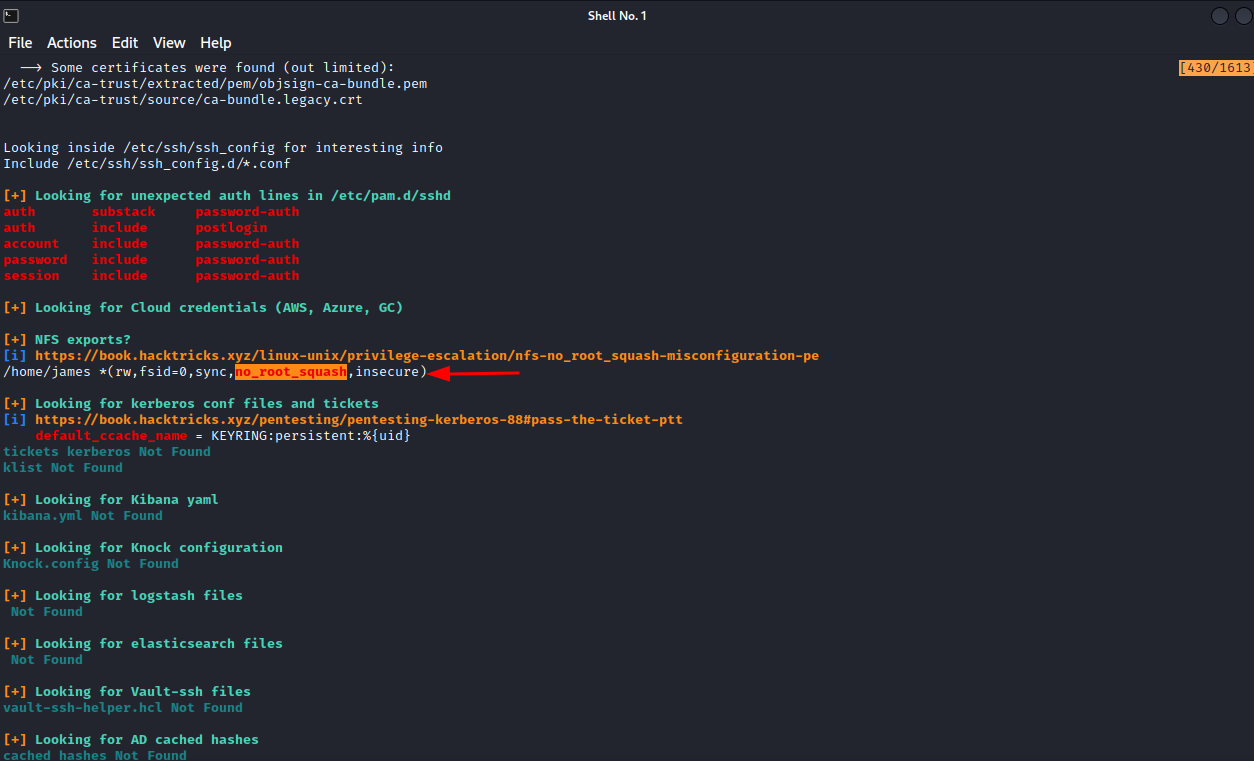 Shell No. 1
File Actions Edit View Help
──> Some certificates were found (out limited):
[430/1613]
/etc/pki/ca-trust/extracted/pem/objsign-ca-bundle.pem
/etc/pki/ca-trust/source/ca-bundle.legacy.crt
Looking inside /etc/ssh/ssh_config for interesting info
Include /etc/ssh/ssh_config.d/*.conf
[+] Looking for unexpected auth lines in /etc/pam.d/sshd
auth substack password-auth
auth include postlogin
account include password-auth
password include password-auth
session include password-auth
[+] Looking for Cloud credentials (AWS, Azure, GC)
[+] NFS exports?
[i] https://book.hacktricks.xyz/linux-unix/privilege-escalation/nfs-no_root_squash-misconfiguration-pe
/home/james *(rw,fsid=0,sync,no_root_squash,insecure)
[+] Looking for kerberos conf files and tickets
[i] https://book.hacktricks.xyz/pentesting/pentesting-kerberos-88#pass-the-ticket-ptt
default_ccache_name = KEYRING:persistent:%{uid}
tickets kerberos Not Found
klist Not Found
[+] Looking for Kibana yaml
kibana.yml Not Found
[+] Looking for Knock configuration
Knock.config Not Found
[+] Looking for logstash files
Not Found
[+] Looking for elasticsearch files
Not Found
[+] Looking for Vault-ssh files
vault-ssh-helper.hcl Not Found
[+] Looking for AD cached hashes
cached hashes Not Found